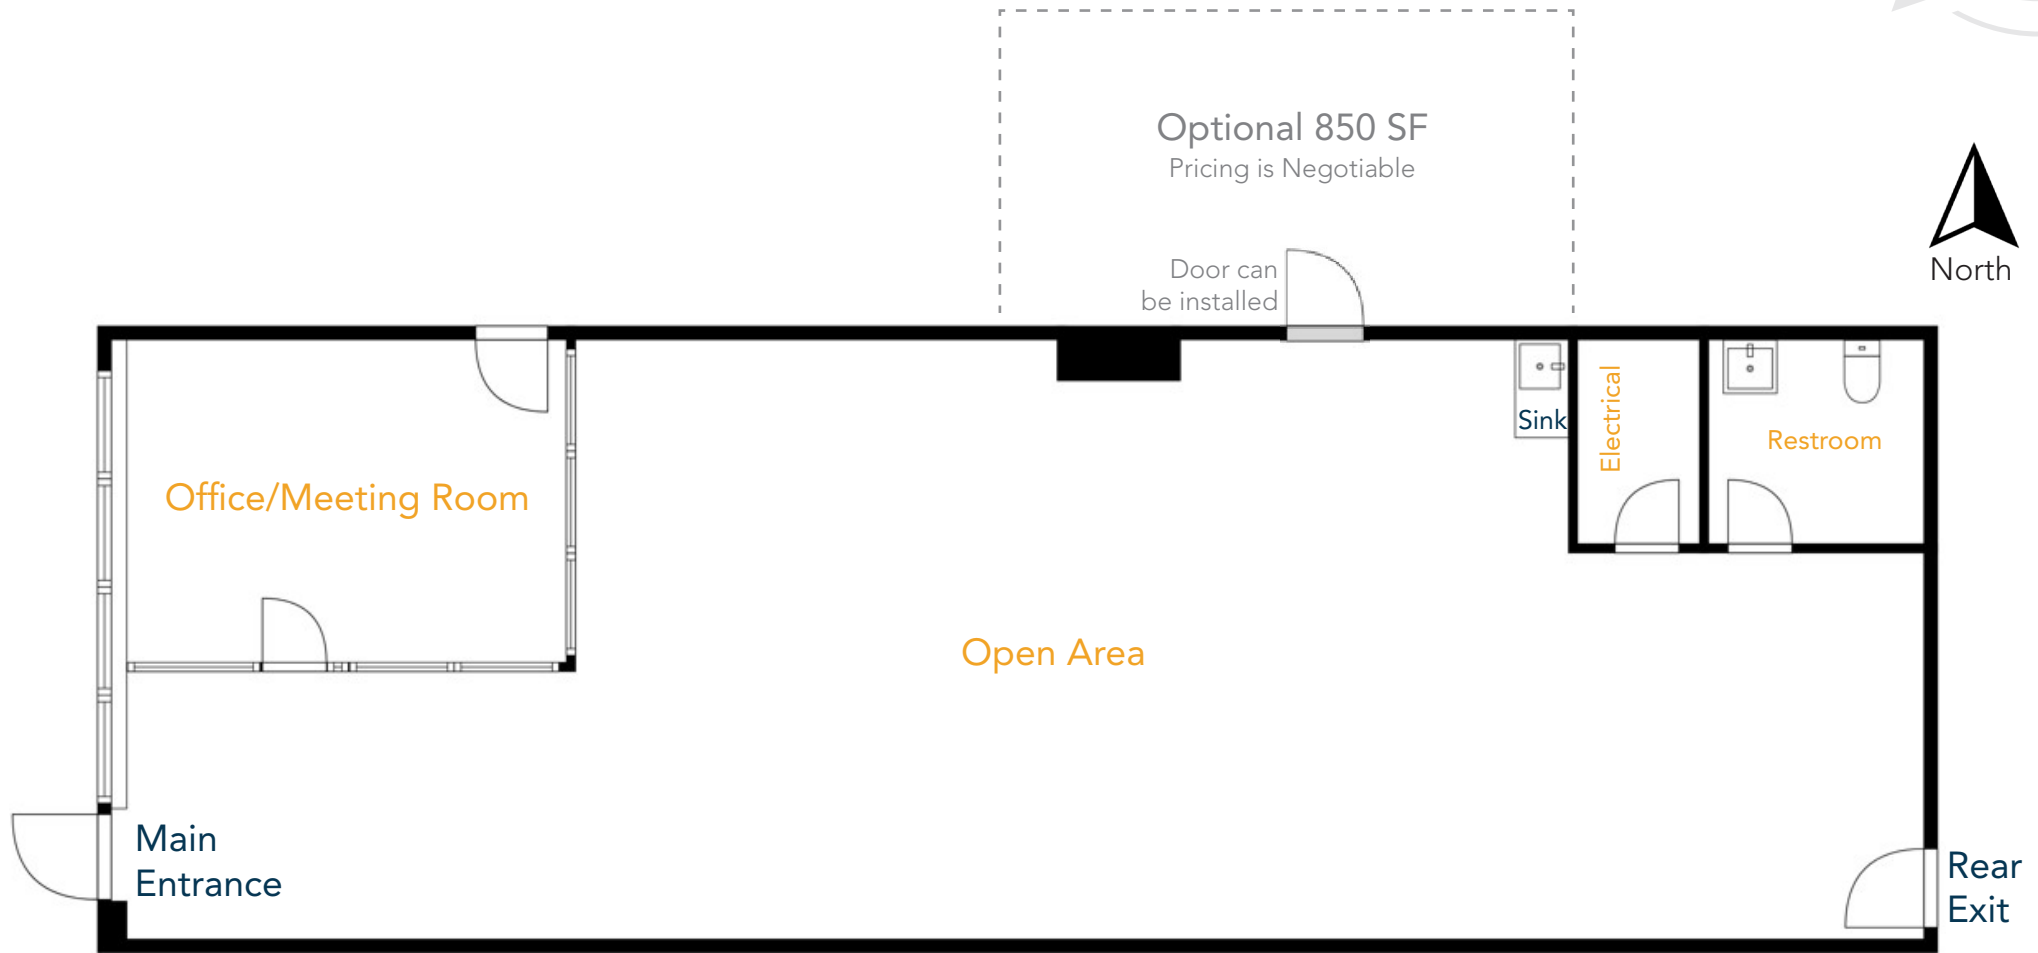 Optional 850 SF
Pricing is Negotiable
Door can
be installed
North
Office/Meeting Room
Sink
Electrical
Restroom
Open Area
Main
Entrance
Rear
Exit